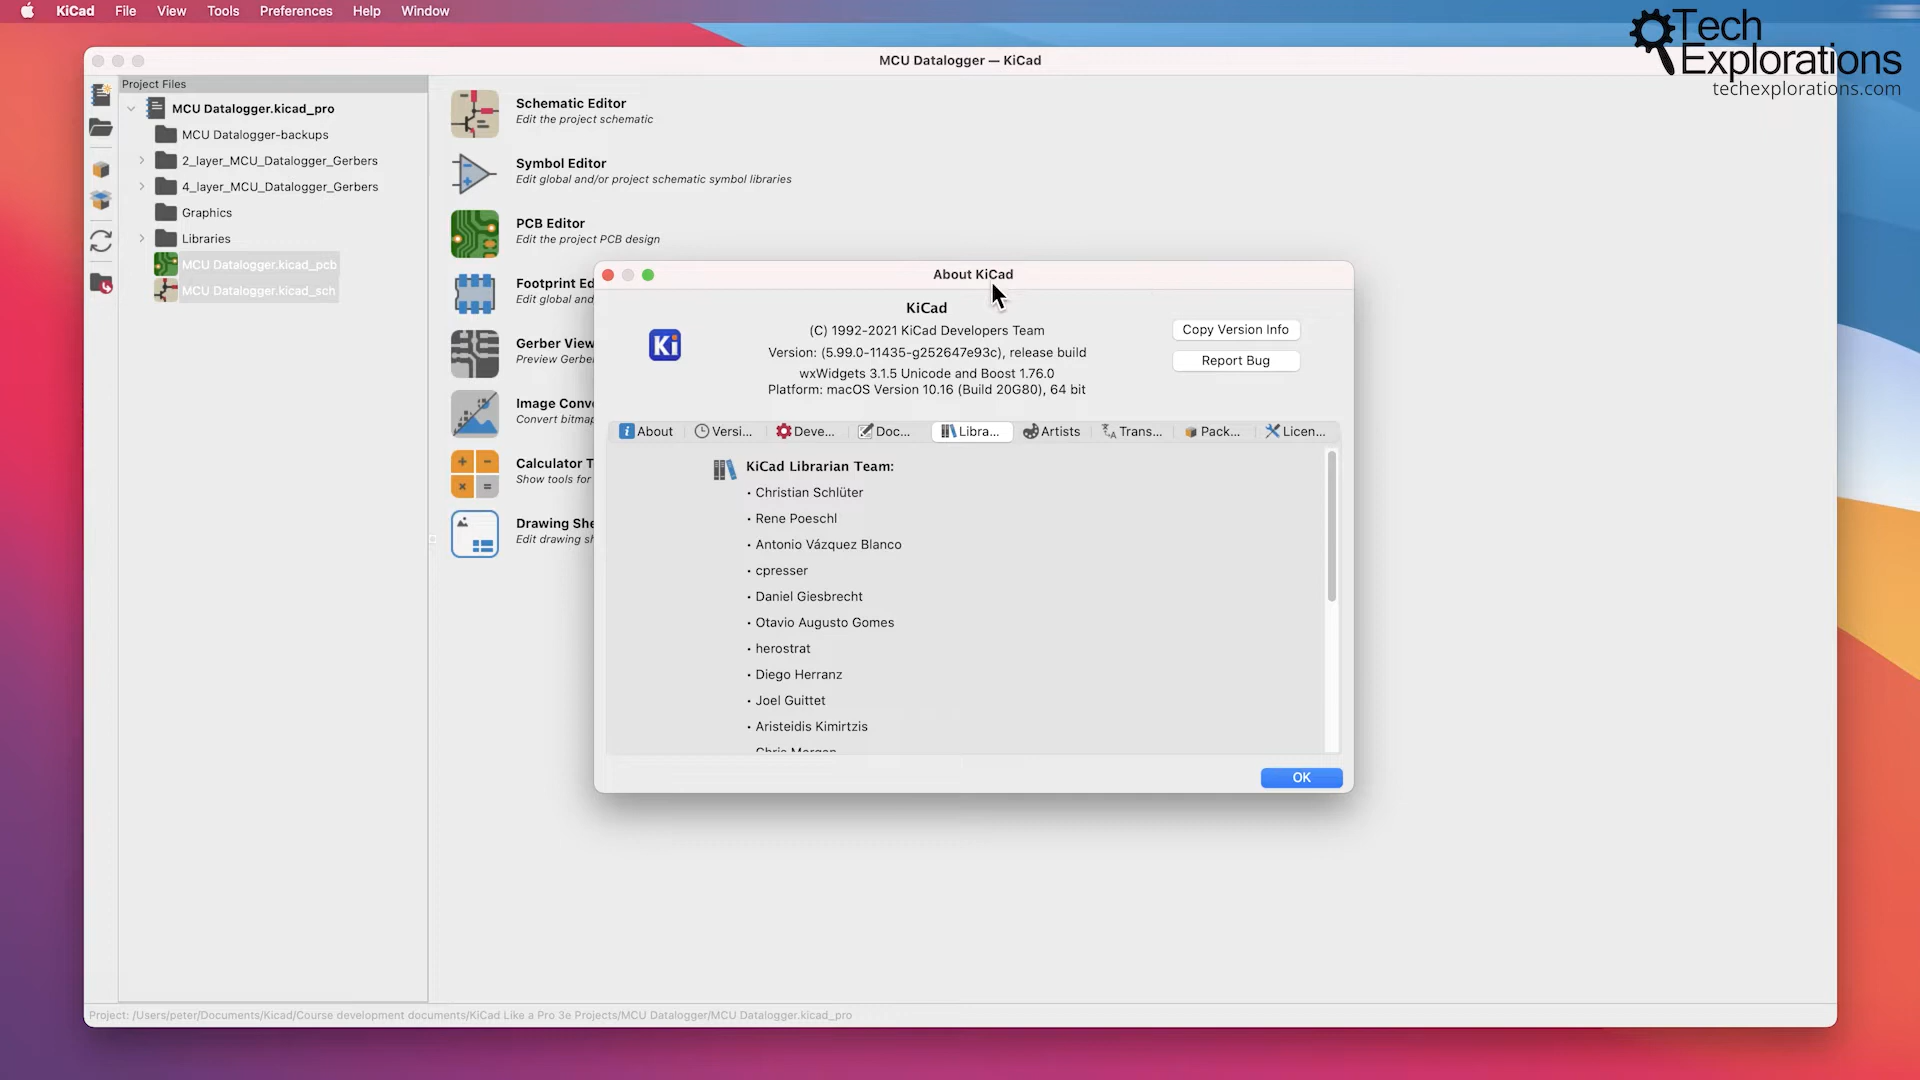 KiCad File View Tools Preferences Help Window
Tech
Explorations
techexplorations.com
MCU Datalogger — KiCad
Project Files
MCU Datalogger.kicad_pro
MCU Datalogger-backups
2_layer_MCU_Datalogger_Gerbers
4_layer_MCU_Datalogger_Gerbers
Graphics
Libraries
MCU Datalogger.kicad_pcb
MCU Datalogger.kicad_sch
Schematic Editor
Edit the project schematic
Symbol Editor
Edit global and/or project schematic symbol libraries
PCB Editor
Edit the project PCB design
Footprint Ed
Edit global and
Gerber View
Preview Gerbe
Image Conv
Convert bitmap
Calculator T
Show tools for
Drawing She
Edit drawing sh
About KiCad
Ki
KiCad
(C) 1992-2021 KiCad Developers Team
Version: (5.99.0-11435-g252647e93c), release build
wxWidgets 3.1.5 Unicode and Boost 1.76.0
Platform: macOS Version 10.16 (Build 20G80), 64 bit
Copy Version Info
Report Bug
About Versi... Deve... Doc... Libra... Artists Trans... Pack... Licen...
KiCad Librarian Team:
• Christian Schlüter
• Rene Poeschl
• Antonio Vázquez Blanco
• cpresser
• Daniel Giesbrecht
• Otavio Augusto Gomes
• herostrat
• Diego Herranz
• Joel Guittet
• Aristeidis Kimirtzis
OK
Project: /Users/peter/Documents/Kicad/Course development documents/KiCad Like a Pro 3e Projects/MCU Datalogger/MCU Datalogger.kicad_pro